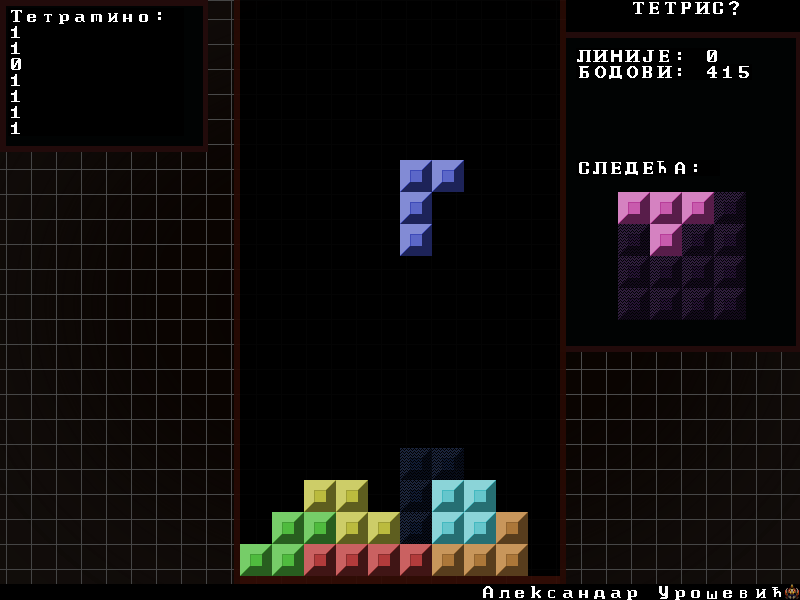 Тетрамино:
1
1
0
1
1
1
1
ТЕТРИС?
ЛИНИЈЕ: 0
БОДОВИ: 415
СЛЕДЕЋА:
Александар Урошевић